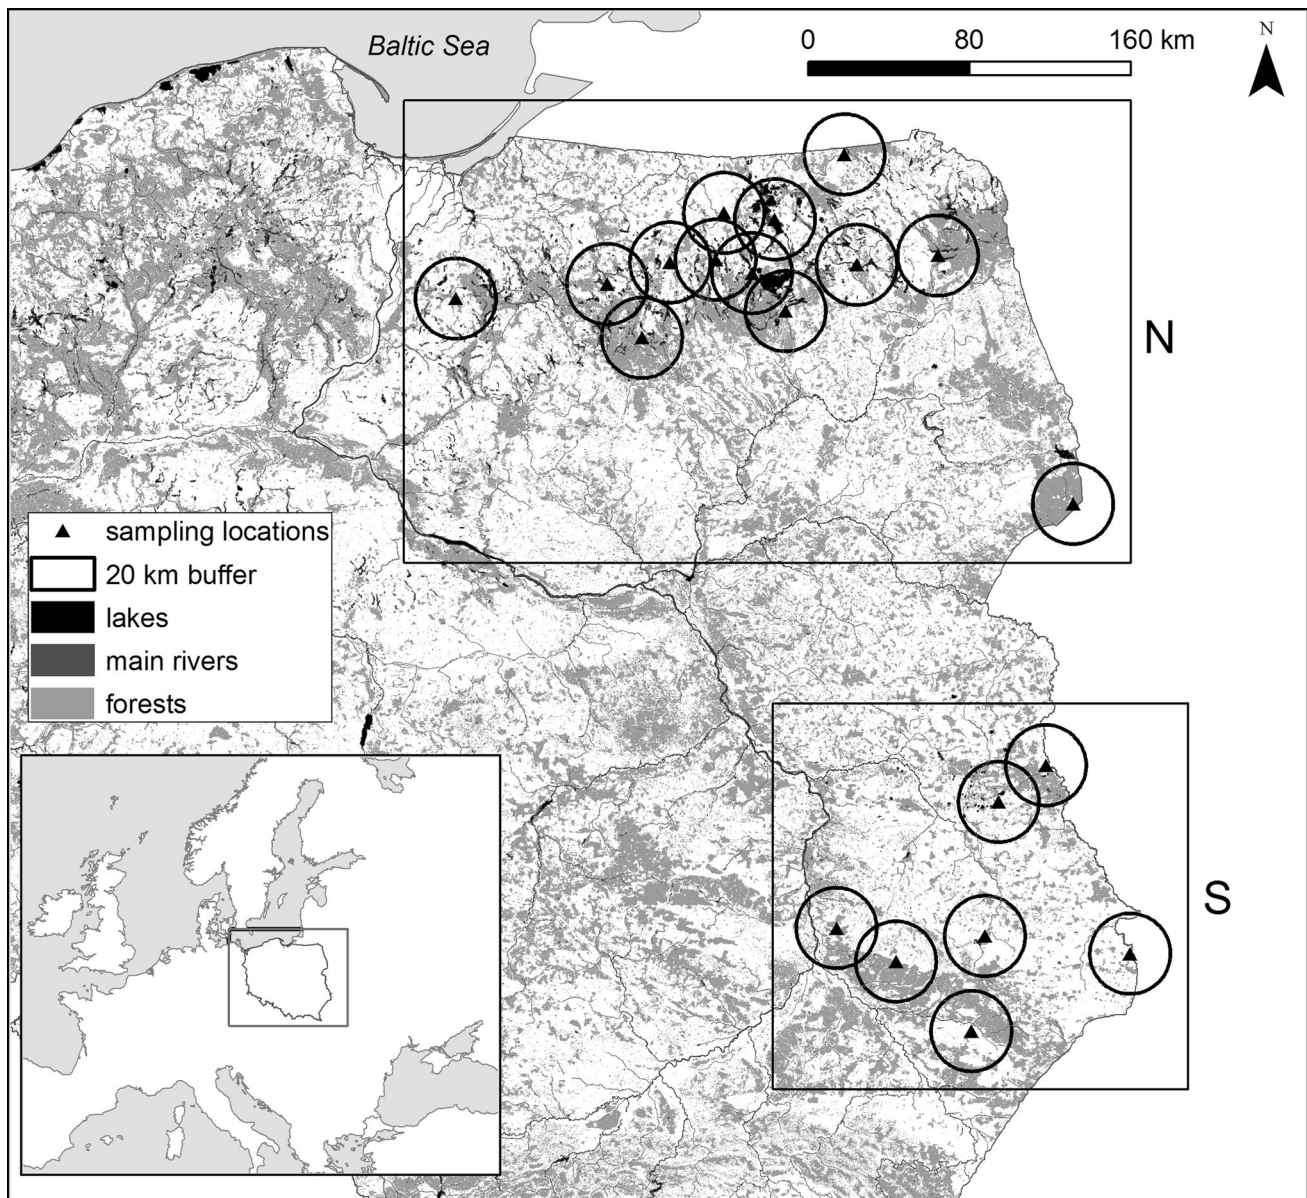 Baltic Sea
0 80 160 km
N
N
sampling locations
20 km buffer
lakes
main rivers
forests
S